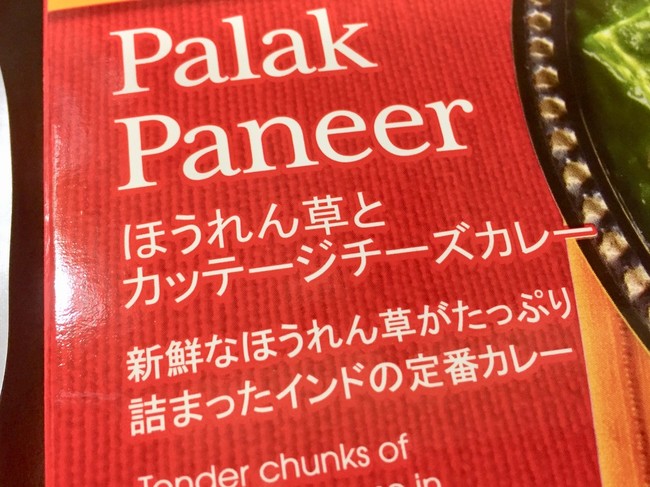 Palak
Paneer
ほうれん草と
カッテージチーズカレー
新鮮なほうれん草がたっぷり
詰まったインドの定番カレー
Tender chunks of
in